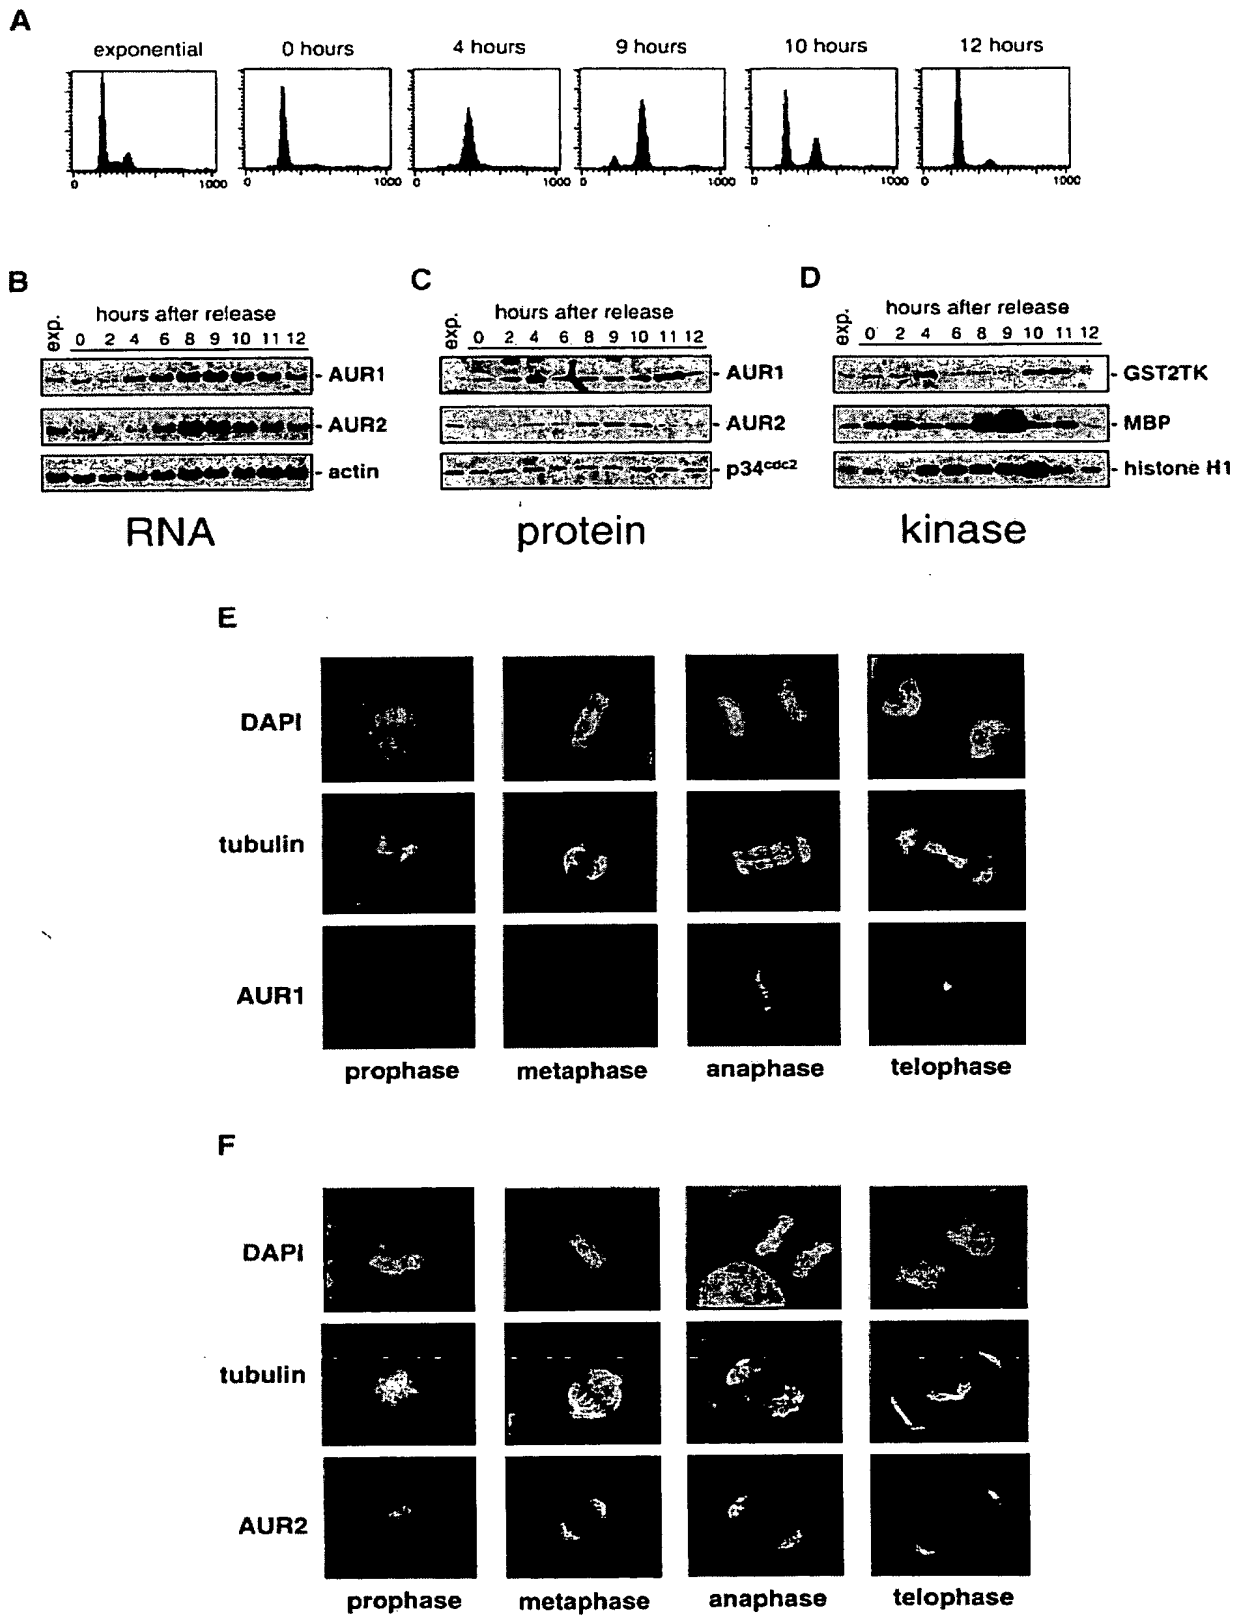 A
exponential 0 hours 4 hours 9 hours 10 hours 12 hours
0 1000 0 1000 0 1000 0 1000 0 1000 0 1000
B C D
hours after release hours after release hours after release
exp. 0 2 4 6 8 9 10 11 12 exp. 0 2 4 6 8 9 10 11 12 exp. 0 2 4 6 8 9 10 11 12
AUR1 AUR1 GST2TK
AUR2 AUR2 MBP
actin p34cdc2 histone H1
RNA protein kinase
E
DAPI
tubulin
AUR1
prophase metaphase anaphase telophase
F
DAPI
tubulin
AUR2
prophase metaphase anaphase telophase